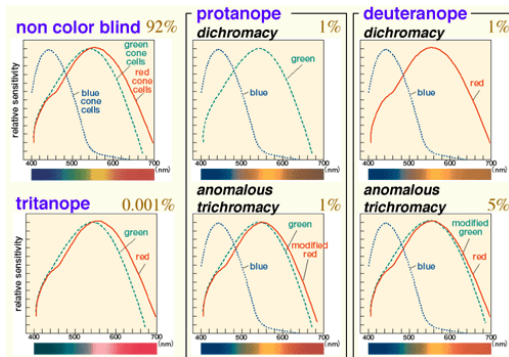 non color blind 92%
green
cone
cells
red
cone
cells
blue
cone
cells
relative sensitivity
400 500 600 700
(nm)
protanope 1%
dichromacy
green
blue
400 500 600 700
(nm)
deuteranope 1%
dichromacy
blue
red
400 500 600 700
(nm)
tritanope 0.001%
green
red
relative sensitivity
400 500 600 700
(nm)
anomalous 1%
trichromacy
modified
red
blue
400 500 600 700
(nm)
anomalous 5%
trichromacy
modified
green
blue
red
400 500 600 700
(nm)